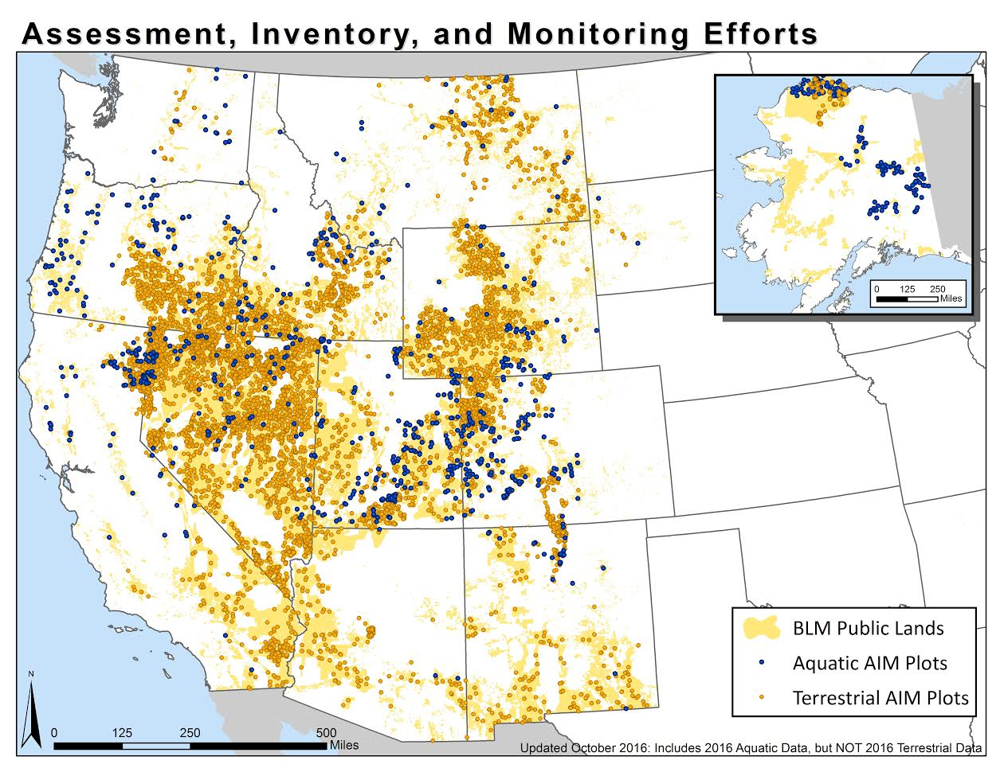 Assessment, Inventory, and Monitoring Efforts
0 125 250
Miles
BLM Public Lands
Aquatic AIM Plots
Terrestrial AIM Plots
N
0 125 250 500
Miles
Updated October 2016: Includes 2016 Aquatic Data, but NOT 2016 Terrestrial Data